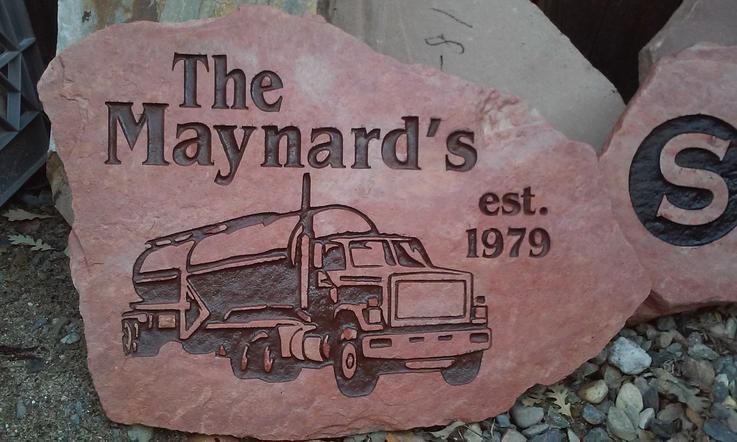 The
Maynard's
est.
1979
S